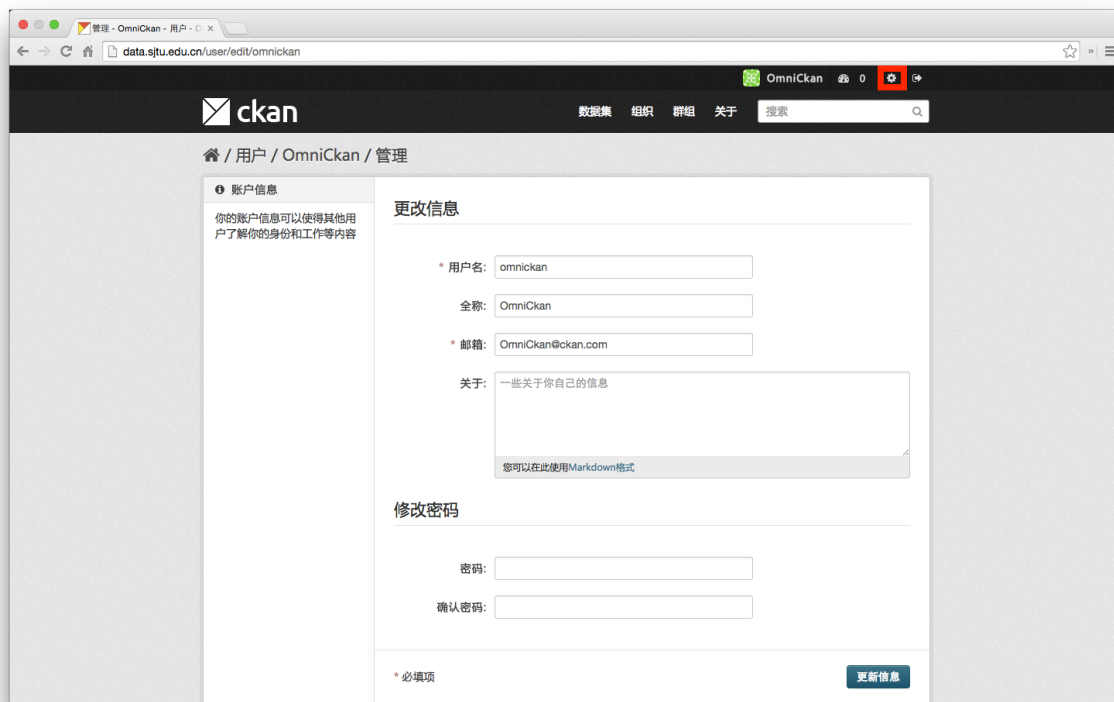 管理 - OmniCkan - 用户 - O
data.sjtu.edu.cn/user/edit/omnickan
OmniCkan 0
ckan
数据集 组织 群组 关于 搜索
/ 用户 / OmniCkan / 管理
账户信息
你的账户信息可以使得其他用
户了解你的身份和工作等内容
更改信息
* 用户名: omnickan
全称: OmniCkan
* 邮箱: OmniCkan@ckan.com
关于: 一些关于你自己的信息
您可以在此使用Markdown格式
修改密码
密码:
确认密码:
* 必填项
更新信息